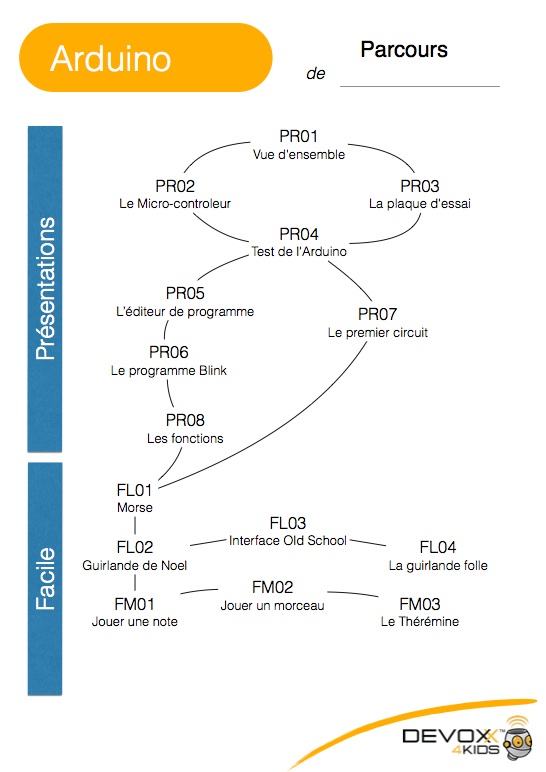 Arduino
Parcours
de
Présentations
PR01
Vue d'ensemble
PR02
Le Micro-controleur
PR03
La plaque d'essai
PR04
Test de l'Arduino
PR05
L'éditeur de programme
PR07
Le premier circuit
PR06
Le programme Blink
PR08
Les fonctions
Facile
FL01
Morse
FL02
Guirlande de Noel
FL03
Interface Old School
FL04
La guirlande folle
FM01
Jouer une note
FM02
Jouer un morceau
FM03
Le Thérémine
DEVOXX™
4KIDS